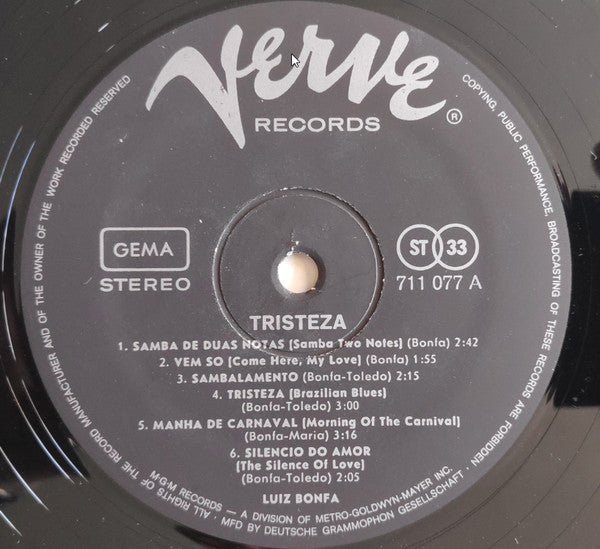 VERVE
RECORDS ®
GEMA
STEREO
ST 33
711 077 A
TRISTEZA
1. SAMBA DE DUAS NOTAS [Samba Two Notes] (Bonfa) 2:42
2. VEM SO [Come Here, My Love] (Bonfa) 1:55
3. SAMBALAMENTO (Bonfa-Toledo) 2:15
4. TRISTEZA [Brazilian Blues]
(Bonfa-Toledo) 3:00
5. MANHA DE CARNAVAL [Morning Of The Carnival]
(Bonfa-Maria) 3:16
6. SILENCIO DO AMOR
(The Silence Of Love]
(Bonfa-Toledo) 2:05
LUIZ BONFA
M·G·M RECORDS — A DIVISION OF METRO-GOLDWYN-MAYER INC.
ALL RIGHTS OF THE RECORD MANUFACTURER AND OF THE OWNER OF THE WORK RECORDED RESERVED
COPYING, PUBLIC PERFORMANCE, BROADCASTING OF THESE RECORDS ARE FORBIDDEN
· MFD BY DEUTSCHE GRAMMOPHON GESELLSCHAFT ·